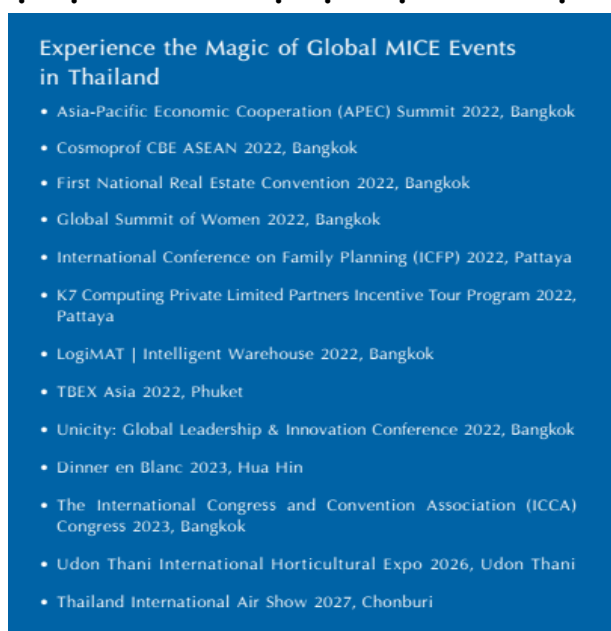 Experience the Magic of Global MICE Events
in Thailand
• Asia-Pacific Economic Cooperation (APEC) Summit 2022, Bangkok
• Cosmoprof CBE ASEAN 2022, Bangkok
• First National Real Estate Convention 2022, Bangkok
• Global Summit of Women 2022, Bangkok
• International Conference on Family Planning (ICFP) 2022, Pattaya
• K7 Computing Private Limited Partners Incentive Tour Program 2022,
Pattaya
• LogiMAT | Intelligent Warehouse 2022, Bangkok
• TBEX Asia 2022, Phuket
• Unicity: Global Leadership & Innovation Conference 2022, Bangkok
• Dinner en Blanc 2023, Hua Hin
• The International Congress and Convention Association (ICCA)
Congress 2023, Bangkok
• Udon Thani International Horticultural Expo 2026, Udon Thani
• Thailand International Air Show 2027, Chonburi